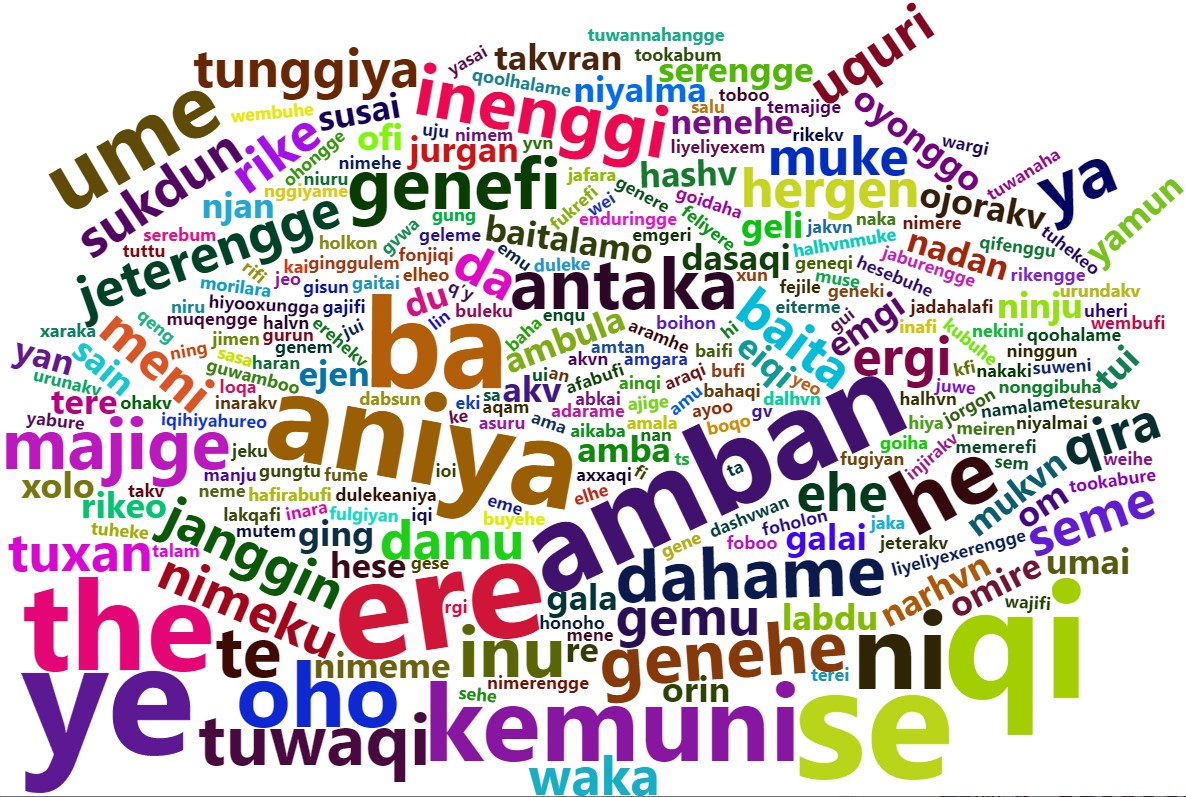 tuwannahangge
uquri
tunggiya
yasai
takvran
tookabum
serengge
qoolhalame
niyalma
toboo
salu
temajige
oyonggo
ume
wembuhe
susai
inenggi
nenehe
rikekv
wargi
sukdun
rike
ohongge
ofi
uju
nimem
yvn
jurgan
liyeliyexem
muke
tuwanaha
ya
nimehe
niuru
nggiyame
njan
genefi
jafara
genere
hashv
goidaha
hergen
ojorakv
yamun
jeterengge
serebum
tuttu
gung
gvwa
geleme
fukrefi
wei
enduringge
emgeri
feliyere
geli
jakvn
naka
nimere
tuhekeo
holkon
baitalamo
dasaqi
halhvnmuke
nadan
qifenggu
rifi
kai
ginggulem
fonjiqi
da
emu
duleke
antaka
xun
geneqi
fejile
muse
hesebuhe
jaburengge
rikengge
morilara
jeo
gisun
gaitai
elheo
q'y
du
buleku
baita
eiterme
geneki
gui
emgi
jadahalafi
ninju
urundakv
uheri
wembufi
niru
hiyooxungga
gajifi
lin
ba
baha
enqu
ambula
aramhe
boihon
hi
inafi
kubuhe
nekini
qoohalame
xaraka
meni
qeng
muqengge
halvn
erehekv
jui
jimen
gurun
genem
amtan
baifi
eiqi
ergi
ninggun
tui
yan
sain
ning
sasa
haran
guwamboo
ejen
ui
an
akvn
amgara
afabufi
ainqi
araqi
bufi
yeo
kfi
nakaki
suweni
urunakv
loqa
dabsun
akv
sa
abkai
ajige
amu
bahaqi
dalhvn
juwe
nonggibuha
tere
ohakv
inarakv
aniya
eki
aqam
adarame
ayoo
gv
halhvn
jorgon
namalame
tesurakv
yabure
iqihiyahureo
ke
asuru
ama
aikaba
amala
nan
boqo
amban
hiya
meiren
niyalmai
qira
majige
jeku
ioi
amba
ts
ta
goiha
injirakv
memerefi
weihe
xolo
manju
gungtu
fume
axxaqi
fi
fugiyan
he
sem
mukvn
tookabure
takv
neme
hafirabufi
dulekeaniya
elhe
ehe
om
rikeo
janggin
lakqafi
inara
fulgiyan
iqi
eme
buyehe
dashvwan
foholon
seme
tuheke
mutem
ging
damu
gene
foboo
galai
jaka
jeterakv
liyeliyexerengge
tuxan
talam
nimeku
hese
gese
ere
dahame
narhvn
umai
the
rgi
gala
honoho
gemu
labdu
omire
wajifi
te
nimeme
inu
mene
re
genehe
terei
ni
qi
ye
oho
sehe
nimerengge
orin
tuwaqi
kemuni
se
waka